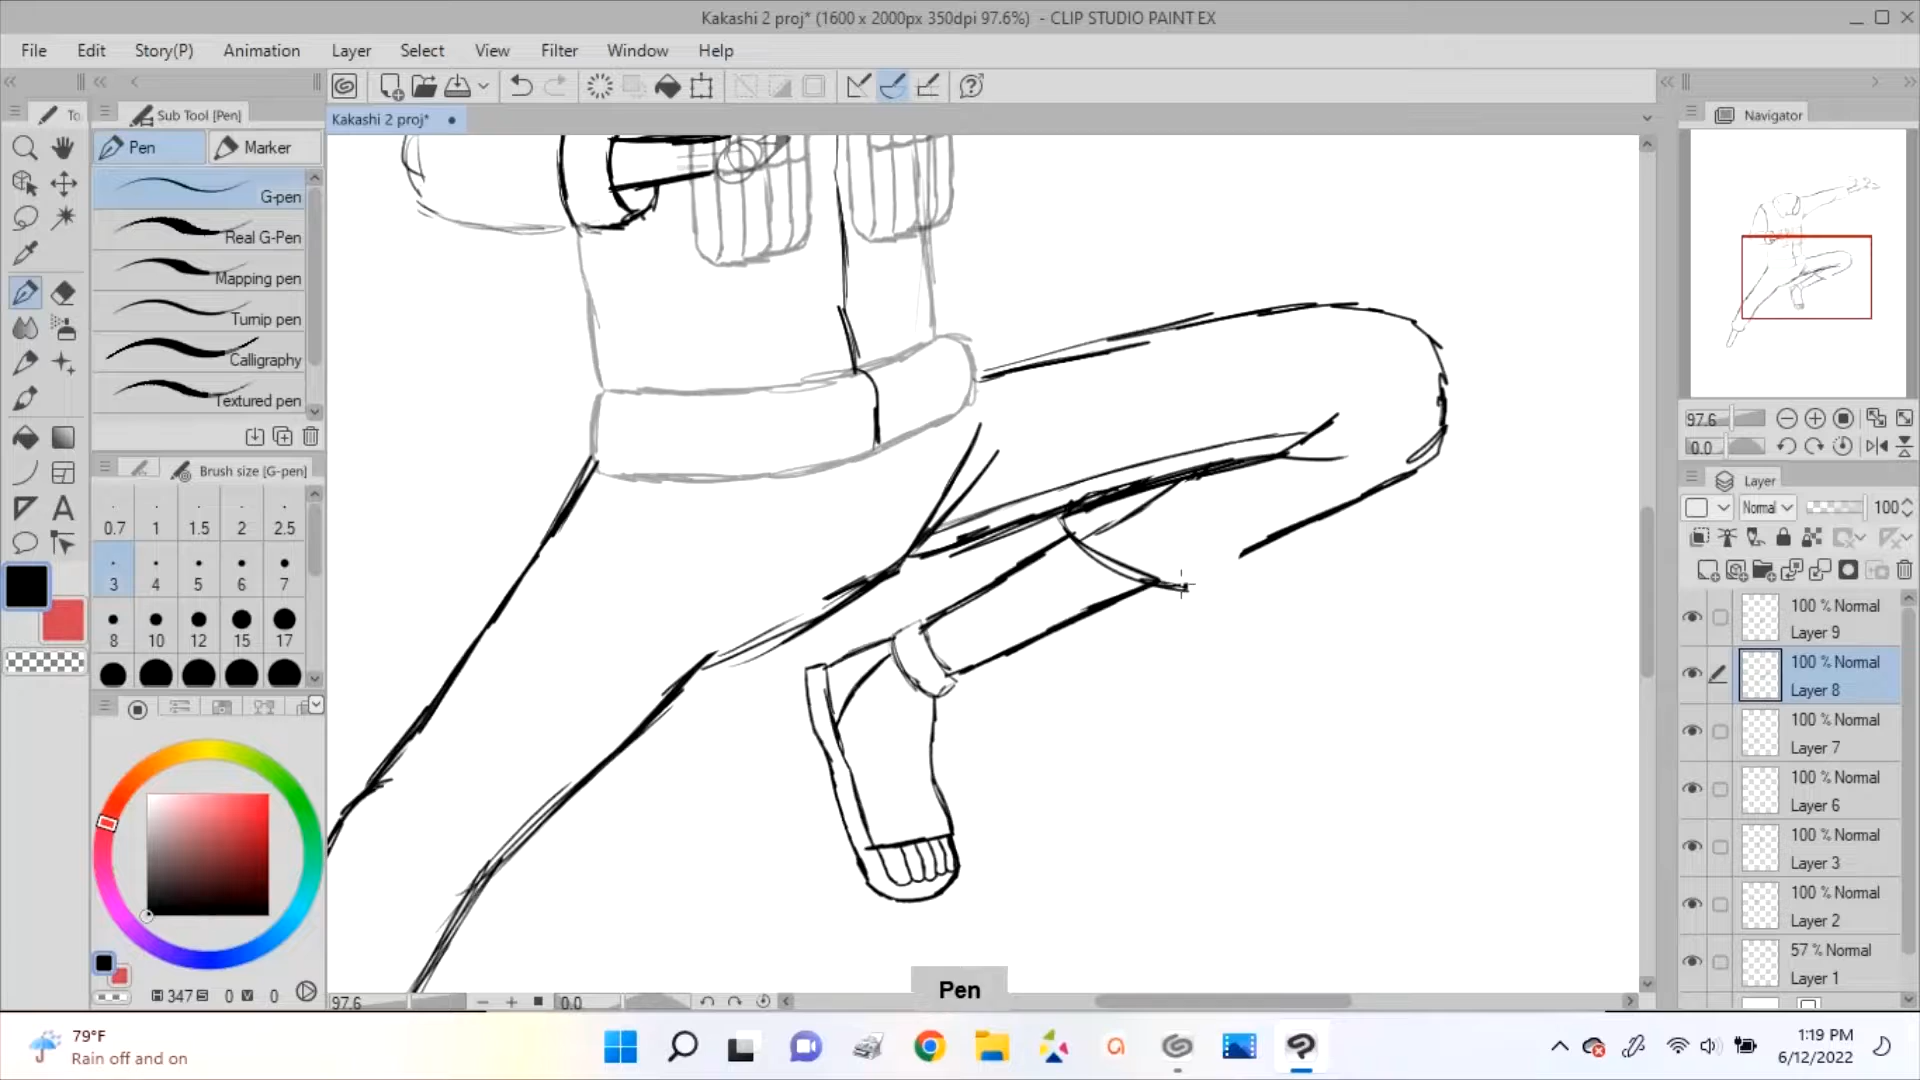 Kakashi 2 proj* (1600 x 2000px 350dpi 97.6%) - CLIP STUDIO PAINT EX
File Edit Story(P) Animation Layer Select View Filter Window Help
To
Sub Tool [Pen]
Pen
Marker
G-pen
Real G-Pen
Mapping pen
Turnip pen
Calligraphy
Textured pen
Brush size [G-pen]
0.7 1 1.5 2 2.5
3 4 5 6 7
8 10 12 15 17
347 S 0 V 0
Kakashi 2 proj*
97.6
0.0
Pen
Navigator
97.6
0.0
Layer
Normal 100
100 % Normal
Layer 9
100 % Normal
Layer 8
100 % Normal
Layer 7
100 % Normal
Layer 6
100 % Normal
Layer 3
100 % Normal
Layer 2
57 % Normal
Layer 1
79°F
Rain off and on
1:19 PM
6/12/2022